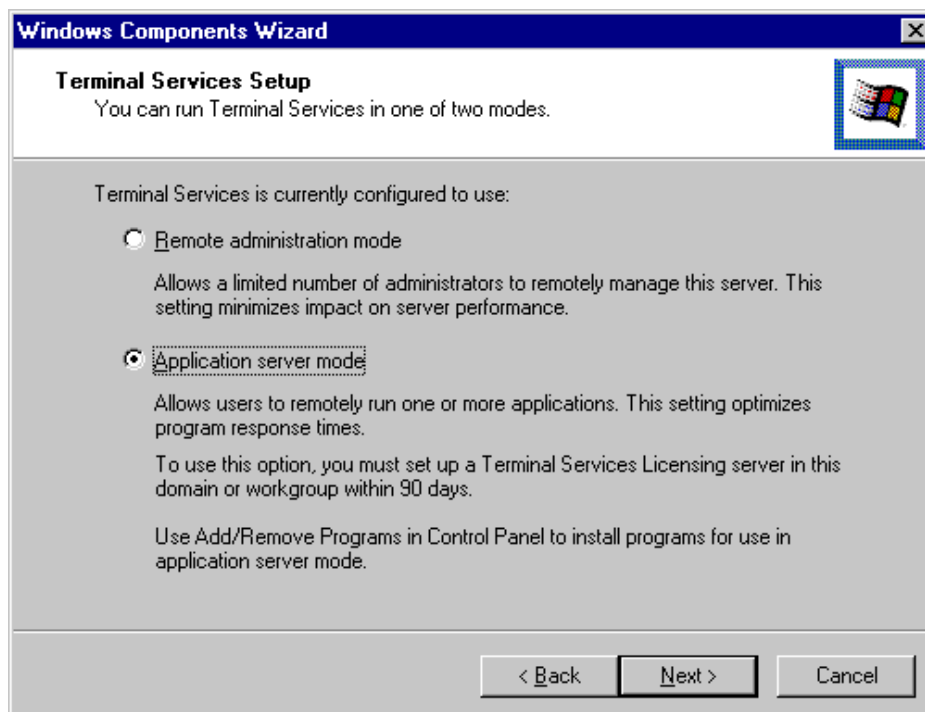 Windows Components Wizard
Terminal Services Setup
You can run Terminal Services in one of two modes.
Terminal Services is currently configured to use:
Remote administration mode
Allows a limited number of administrators to remotely manage this server. This
setting minimizes impact on server performance.
Application server mode
Allows users to remotely run one or more applications. This setting optimizes
program response times.
To use this option, you must set up a Terminal Services Licensing server in this
domain or workgroup within 90 days.
Use Add/Remove Programs in Control Panel to install programs for use in
application server mode.
< Back
Next >
Cancel